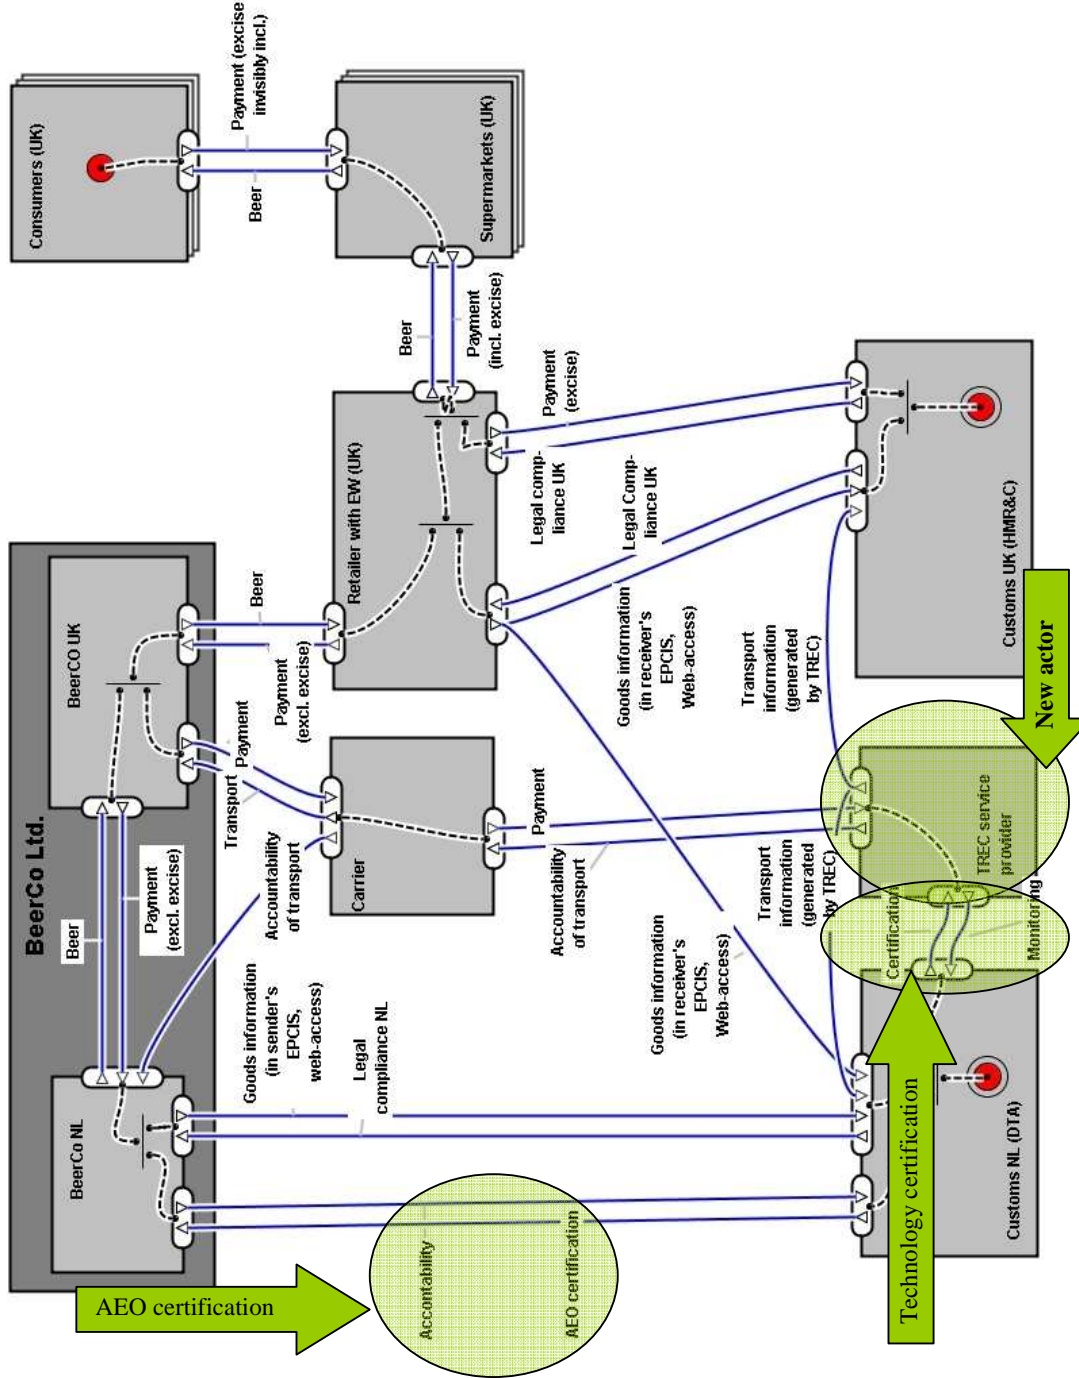 Consumers (UK)
Payment (excise
invisibly incl.)
Beer
Supermarkets (UK)
Beer
Payment
(incl. excise)
Retailer with EW (UK)
Payment
(excise)
Legal comp-
liance UK
Legal Comp-
liance UK
Goods information
(in receiver's
EPCIS,
Web-access)
Transport
information
(generated
by TREC)
Customs UK (HMR&C)
New actor
BeerCo Ltd.
BeerCO UK
Beer
Payment
(excl. excise)
Payment
Transport
Beer
Payment
(excl. excise)
Accountability
of transport
Carrier
Payment
Accountability
of transport
Goods information
(in receiver's
EPCIS,
Web-access)
Transport
information
(generated
by TREC)
TREC service
provider
Certification
Monitoring
BeerCo NL
Goods information
(in sender's
EPCIS,
web-access)
Legal
compliance NL
Customs NL (DTA)
Technology certification
Accontability
AEO certification
AEO certification